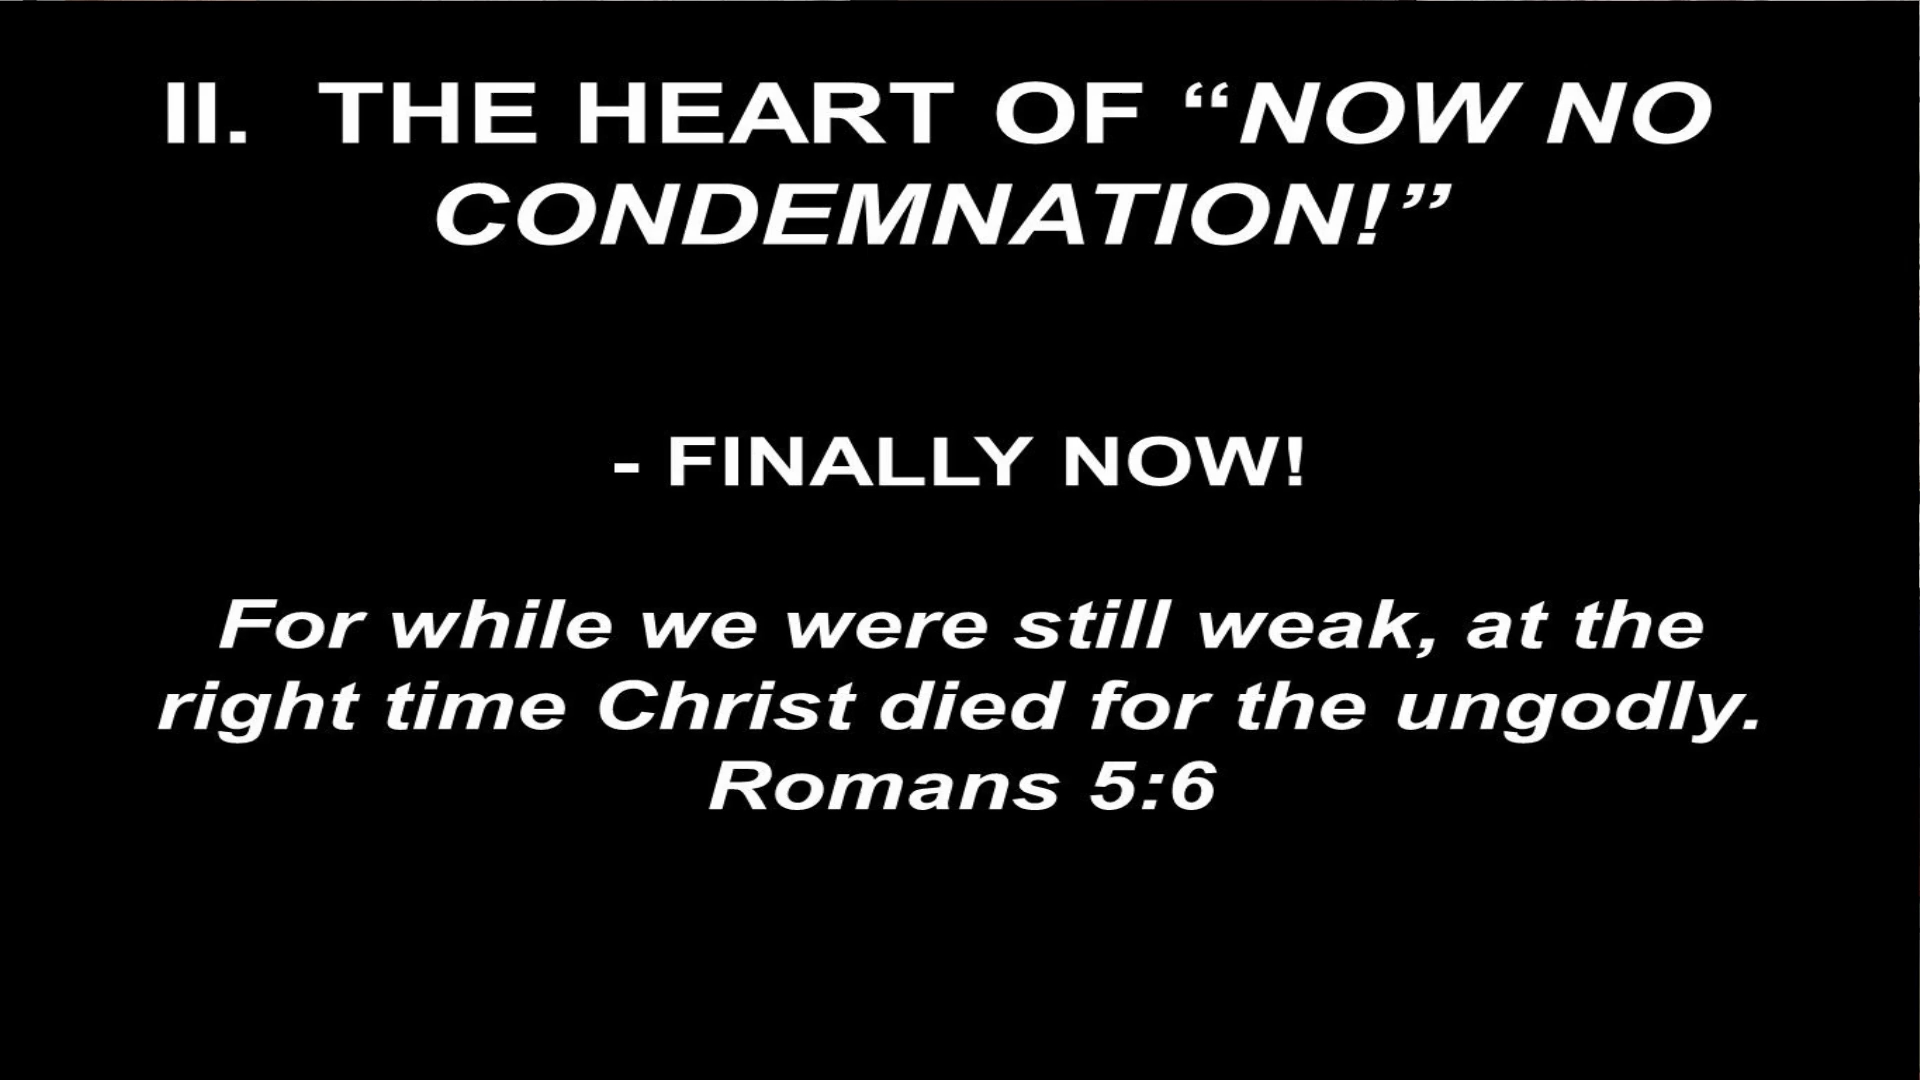 II. THE HEART OF “NOW NO
CONDEMNATION!”
- FINALLY NOW!
For while we were still weak, at the
right time Christ died for the ungodly.
Romans 5:6